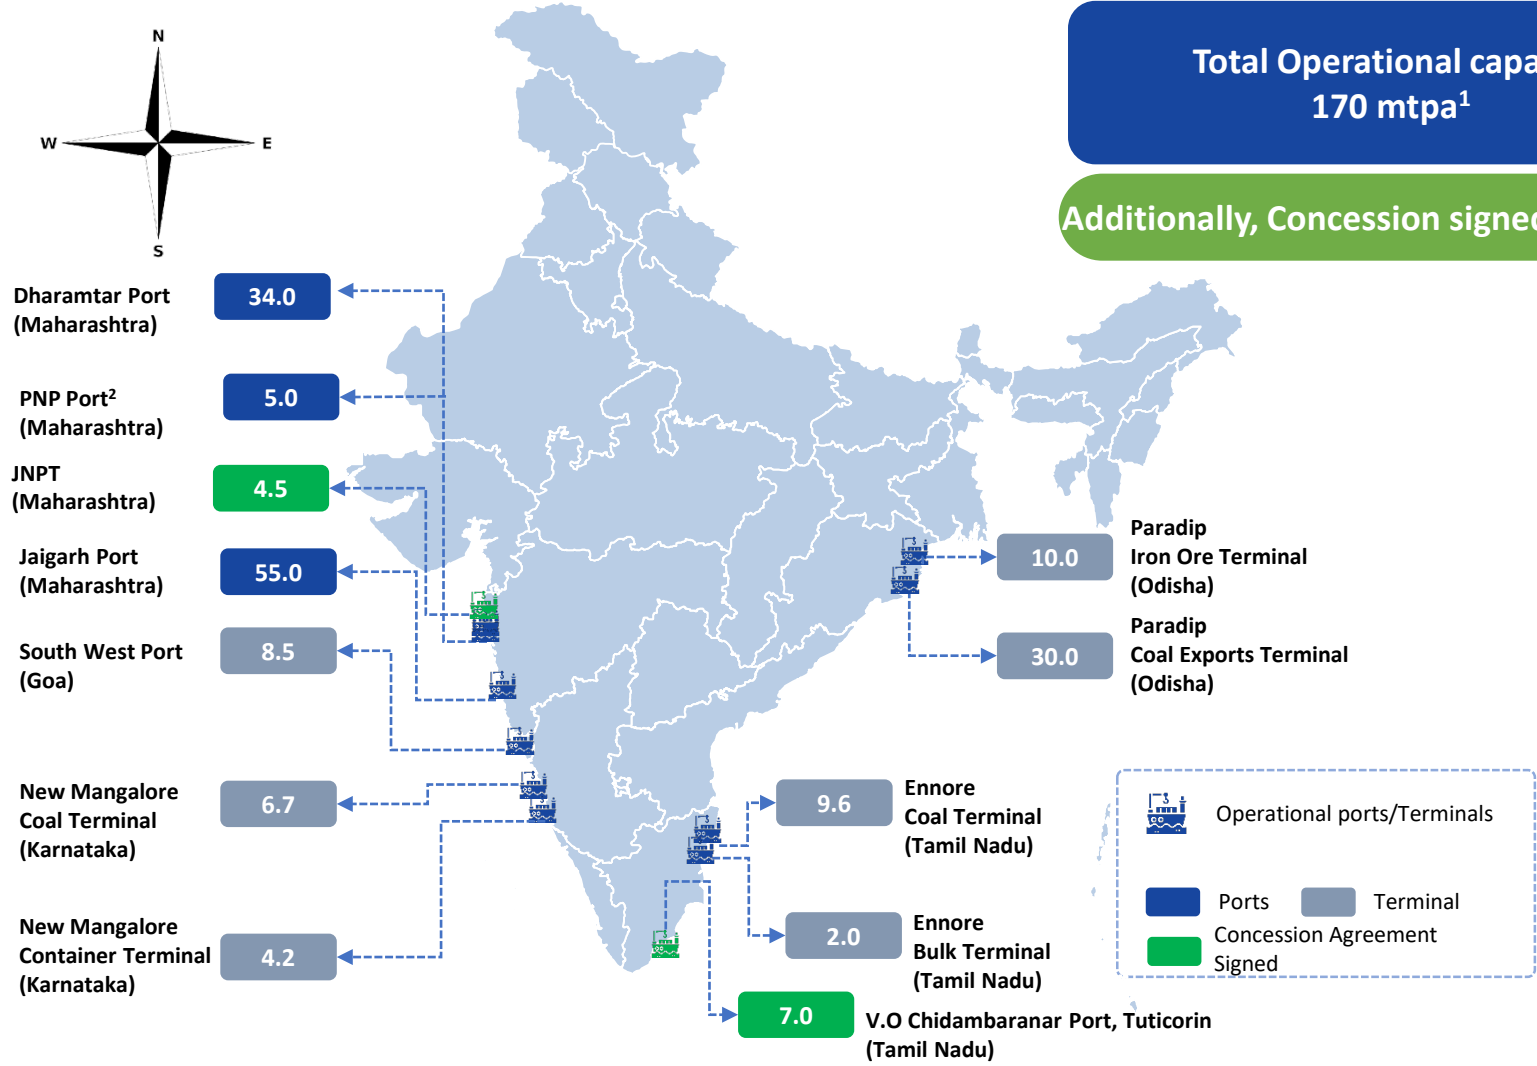 N
W
E
S
Total Operational capa
170 mtpa¹
Additionally, Concession signed
Dharamtar Port
(Maharashtra)
34.0
PNP Port²
(Maharashtra)
5.0
JNPT
(Maharashtra)
4.5
Jaigarh Port
(Maharashtra)
55.0
South West Port
(Goa)
8.5
New Mangalore
Coal Terminal
(Karnataka)
6.7
New Mangalore
Container Terminal
(Karnataka)
4.2
10.0
Paradip
Iron Ore Terminal
(Odisha)
30.0
Paradip
Coal Exports Terminal
(Odisha)
9.6
Ennore
Coal Terminal
(Tamil Nadu)
2.0
Ennore
Bulk Terminal
(Tamil Nadu)
7.0
V.O Chidambaranar Port, Tuticorin
(Tamil Nadu)
Operational ports/Terminals
Ports
Terminal
Concession Agreement
Signed